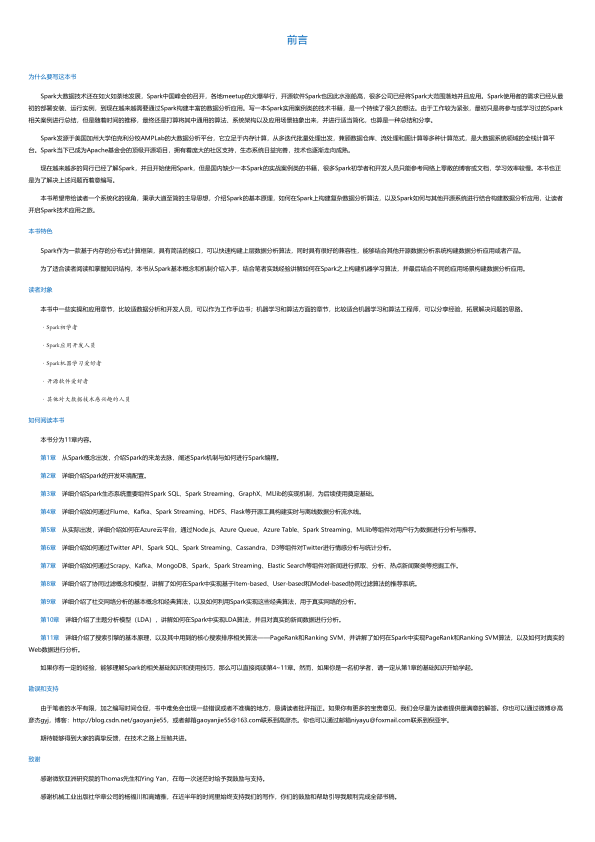 前言
为什么要写这本书
Spark大数据技术还在如火如荼地发展，Spark中国峰会的召开，各地meetup的火爆举行，开源软件Spark也因此水涨船高，很多公司已经将Spark大范围落地并且应用。Spark使用者的需求已经从最
初的部署安装、运行实例，到现在越来越需要通过Spark构建丰富的数据分析应用。写一本Spark实用案例类的技术书籍，是一个持续了很久的想法。由于工作较为紧张，最初只是将参与或学习过的Spark
相关案例进行总结，但是随着时间的推移，最终还是打算将其中通用的算法、系统架构以及应用场景抽象出来，并进行适当简化，也算是一种总结和分享。
Spark发源于美国加州大学伯克利分校AMPLab的大数据分析平台，它立足于内存计算，从多迭代批量处理出发，兼顾数据仓库、流处理和图计算等多种计算范式，是大数据系统领域的全栈计算平
台。Spark当下已成为Apache基金会的顶级开源项目，拥有着庞大的社区支持，生态系统日益完善，技术也逐渐走向成熟。
现在越来越多的同行已经了解Spark，并且开始使用Spark，但是国内缺少一本Spark的实战案例类的书籍，很多Spark初学者和开发人员只能参考网络上零散的博客或文档，学习效率较慢。本书也正
是为了解决上述问题而着意编写。
本书希望带给读者一个系统化的视角，秉承大道至简的主导思想，介绍Spark的基本原理，如何在Spark上构建复杂数据分析算法，以及Spark如何与其他开源系统进行结合构建数据分析应用，让读者
开启Spark技术应用之旅。
本书特色
Spark作为一款基于内存的分布式计算框架，具有简洁的接口，可以快速构建上层数据分析算法，同时具有很好的兼容性，能够结合其他开源数据分析系统构建数据分析应用或者产品。
为了适合读者阅读和掌握知识结构，本书从Spark基本概念和机制介绍入手，结合笔者实践经验讲解如何在Spark之上构建机器学习算法，并最后结合不同的应用场景构建数据分析应用。
读者对象
本书中一些实操和应用章节，比较适数据分析和开发人员，可以作为工作手边书；机器学习和算法方面的章节，比较适合机器学习和算法工程师，可以分享经验，拓展解决问题的思路。
· Spark初学者
· Spark应用开发人员
· Spark机器学习爱好者
· 开源软件爱好者
· 其他对大数据技术感兴趣的人员
如何阅读本书
本书分为11章内容。
第1章 从Spark概念出发，介绍Spark的来龙去脉，阐述Spark机制与如何进行Spark编程。
第2章 详细介绍Spark的开发环境配置。
第3章 详细介绍Spark生态系统重要组件Spark SQL、Spark Streaming、GraphX、MLlib的实现机制，为后续使用奠定基础。
第4章 详细介绍如何通过Flume、Kafka、Spark Streaming、HDFS、Flask等开源工具构建实时与离线数据分析流水线。
第5章 从实际出发，详细介绍如何在Azure云平台，通过Node.js、Azure Queue、Azure Table、Spark Streaming、MLlib等组件对用户行为数据进行分析与推荐。
第6章 详细介绍如何通过Twitter API、Spark SQL、Spark Streaming、Cassandra、D3等组件对Twitter进行情感分析与统计分析。
第7章 详细介绍如何通过Scrapy、Kafka、MongoDB、Spark、Spark Streaming、Elastic Search等组件对新闻进行抓取、分析、热点新闻聚类等挖掘工作。
第8章 详细介绍了协同过滤概念和模型，讲解了如何在Spark中实现基于Item-based、User-based和Model-based协同过滤算法的推荐系统。
第9章 详细介绍了社交网络分析的基本概念和经典算法，以及如何利用Spark实现这些经典算法，用于真实网络的分析。
第10章 详细介绍了主题分析模型（LDA），讲解如何在Spark中实现LDA算法，并且对真实的新闻数据进行分析。
第11章 详细介绍了搜索引擎的基本原理，以及其中用到的核心搜索排序相关算法——PageRank和Ranking SVM，并讲解了如何在Spark中实现PageRank和Ranking SVM算法，以及如何对真实的
Web数据进行分析。
如果你有一定的经验，能够理解Spark的相关基础知识和使用技巧，那么可以直接阅读第4~11章。然而，如果你是一名初学者，请一定从第1章的基础知识开始学起。
勘误和支持
由于笔者的水平有限，加之编写时间仓促，书中难免会出现一些错误或者不准确的地方，恳请读者批评指正。如果你有更多的宝贵意见，我们会尽量为读者提供最满意的解答。你也可以通过微博@高
彦杰gyj，博客：http://blog.csdn.net/gaoyanjie55，或者邮箱gaoyanjie55@163.com联系到高彦杰。你也可以通过邮箱niyayu@foxmail.com联系到倪亚宇。
期待能够得到大家的真挚反馈，在技术之路上互勉共进。
致谢
感谢微软亚洲研究院的Thomas先生和Ying Yan，在每一次迷茫时给予我鼓励与支持。
感谢机械工业出版社华章公司的杨福川和高婧雅，在近半年的时间里始终支持我们的写作，你们的鼓励和帮助引导我顺利完成全部书稿。